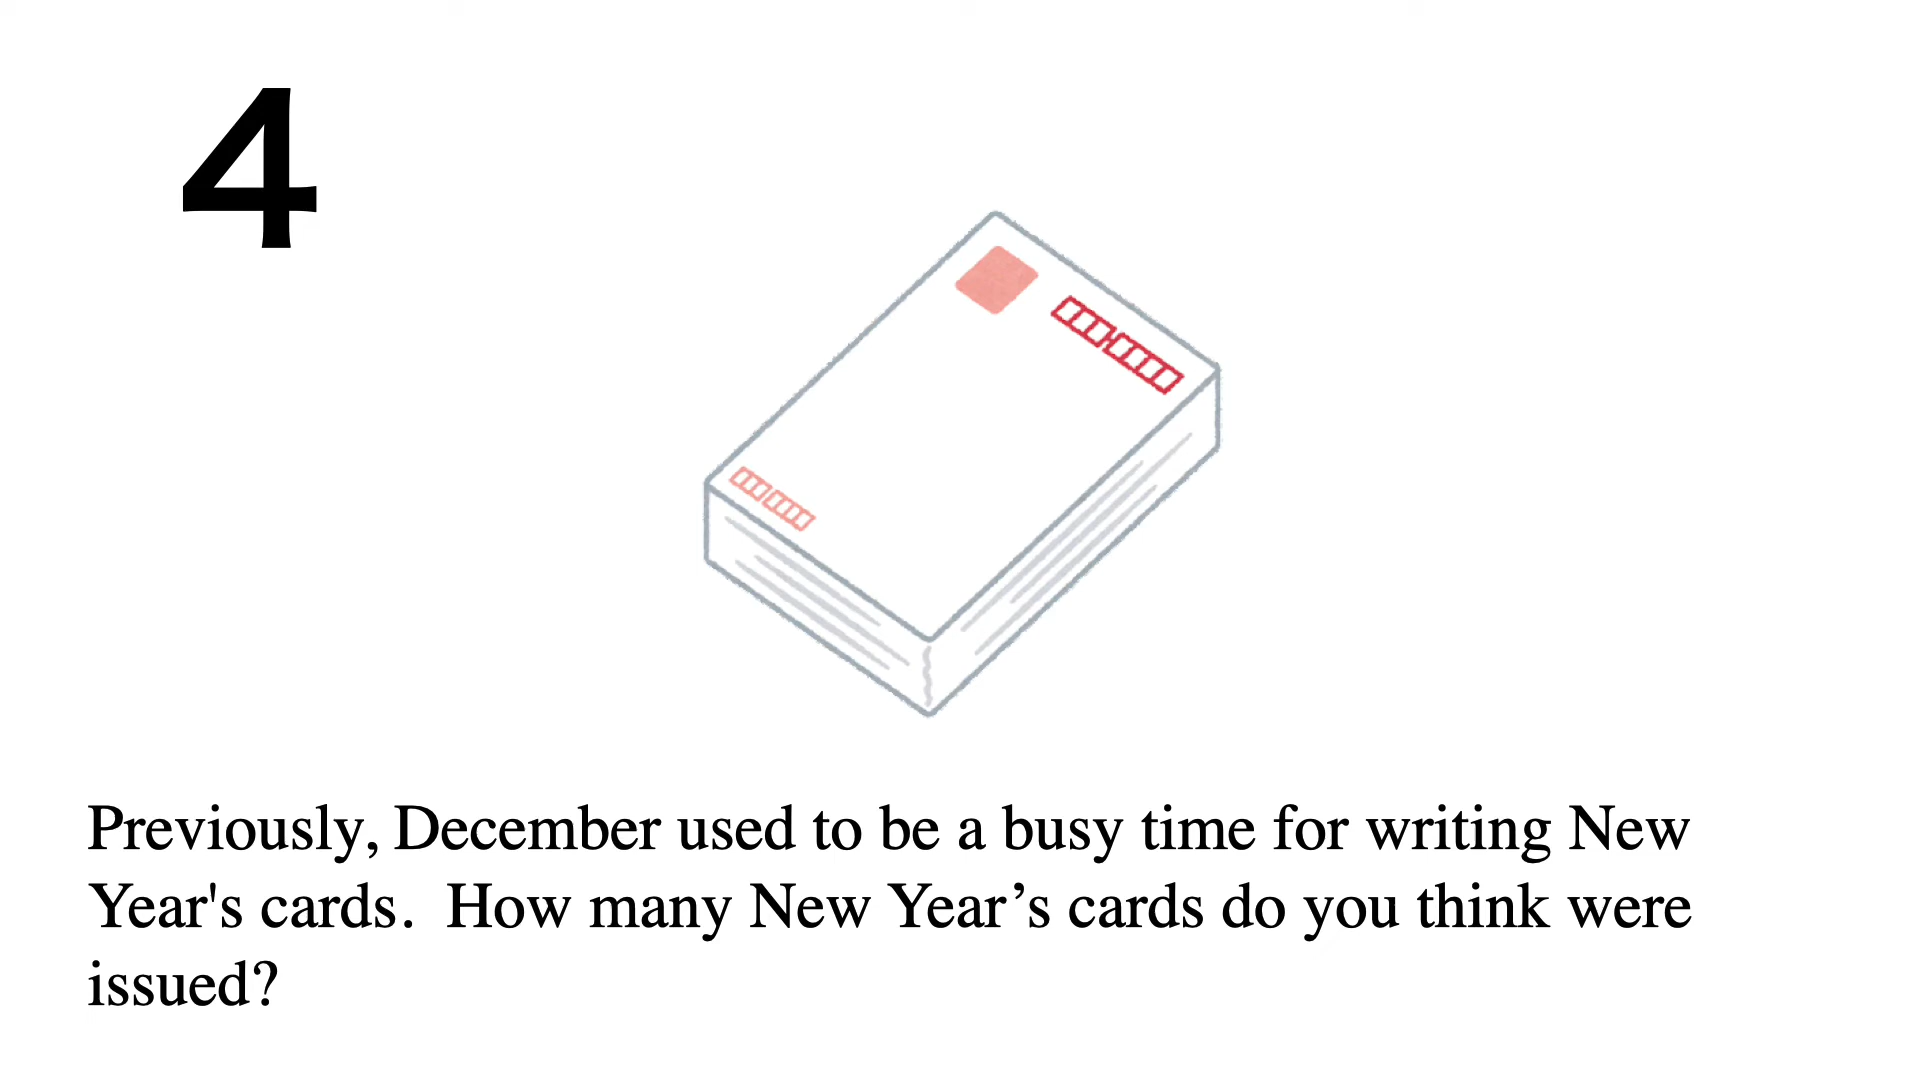 4
Previously, December used to be a busy time for writing New
Year's cards.  How many New Year’s cards do you think were
issued?